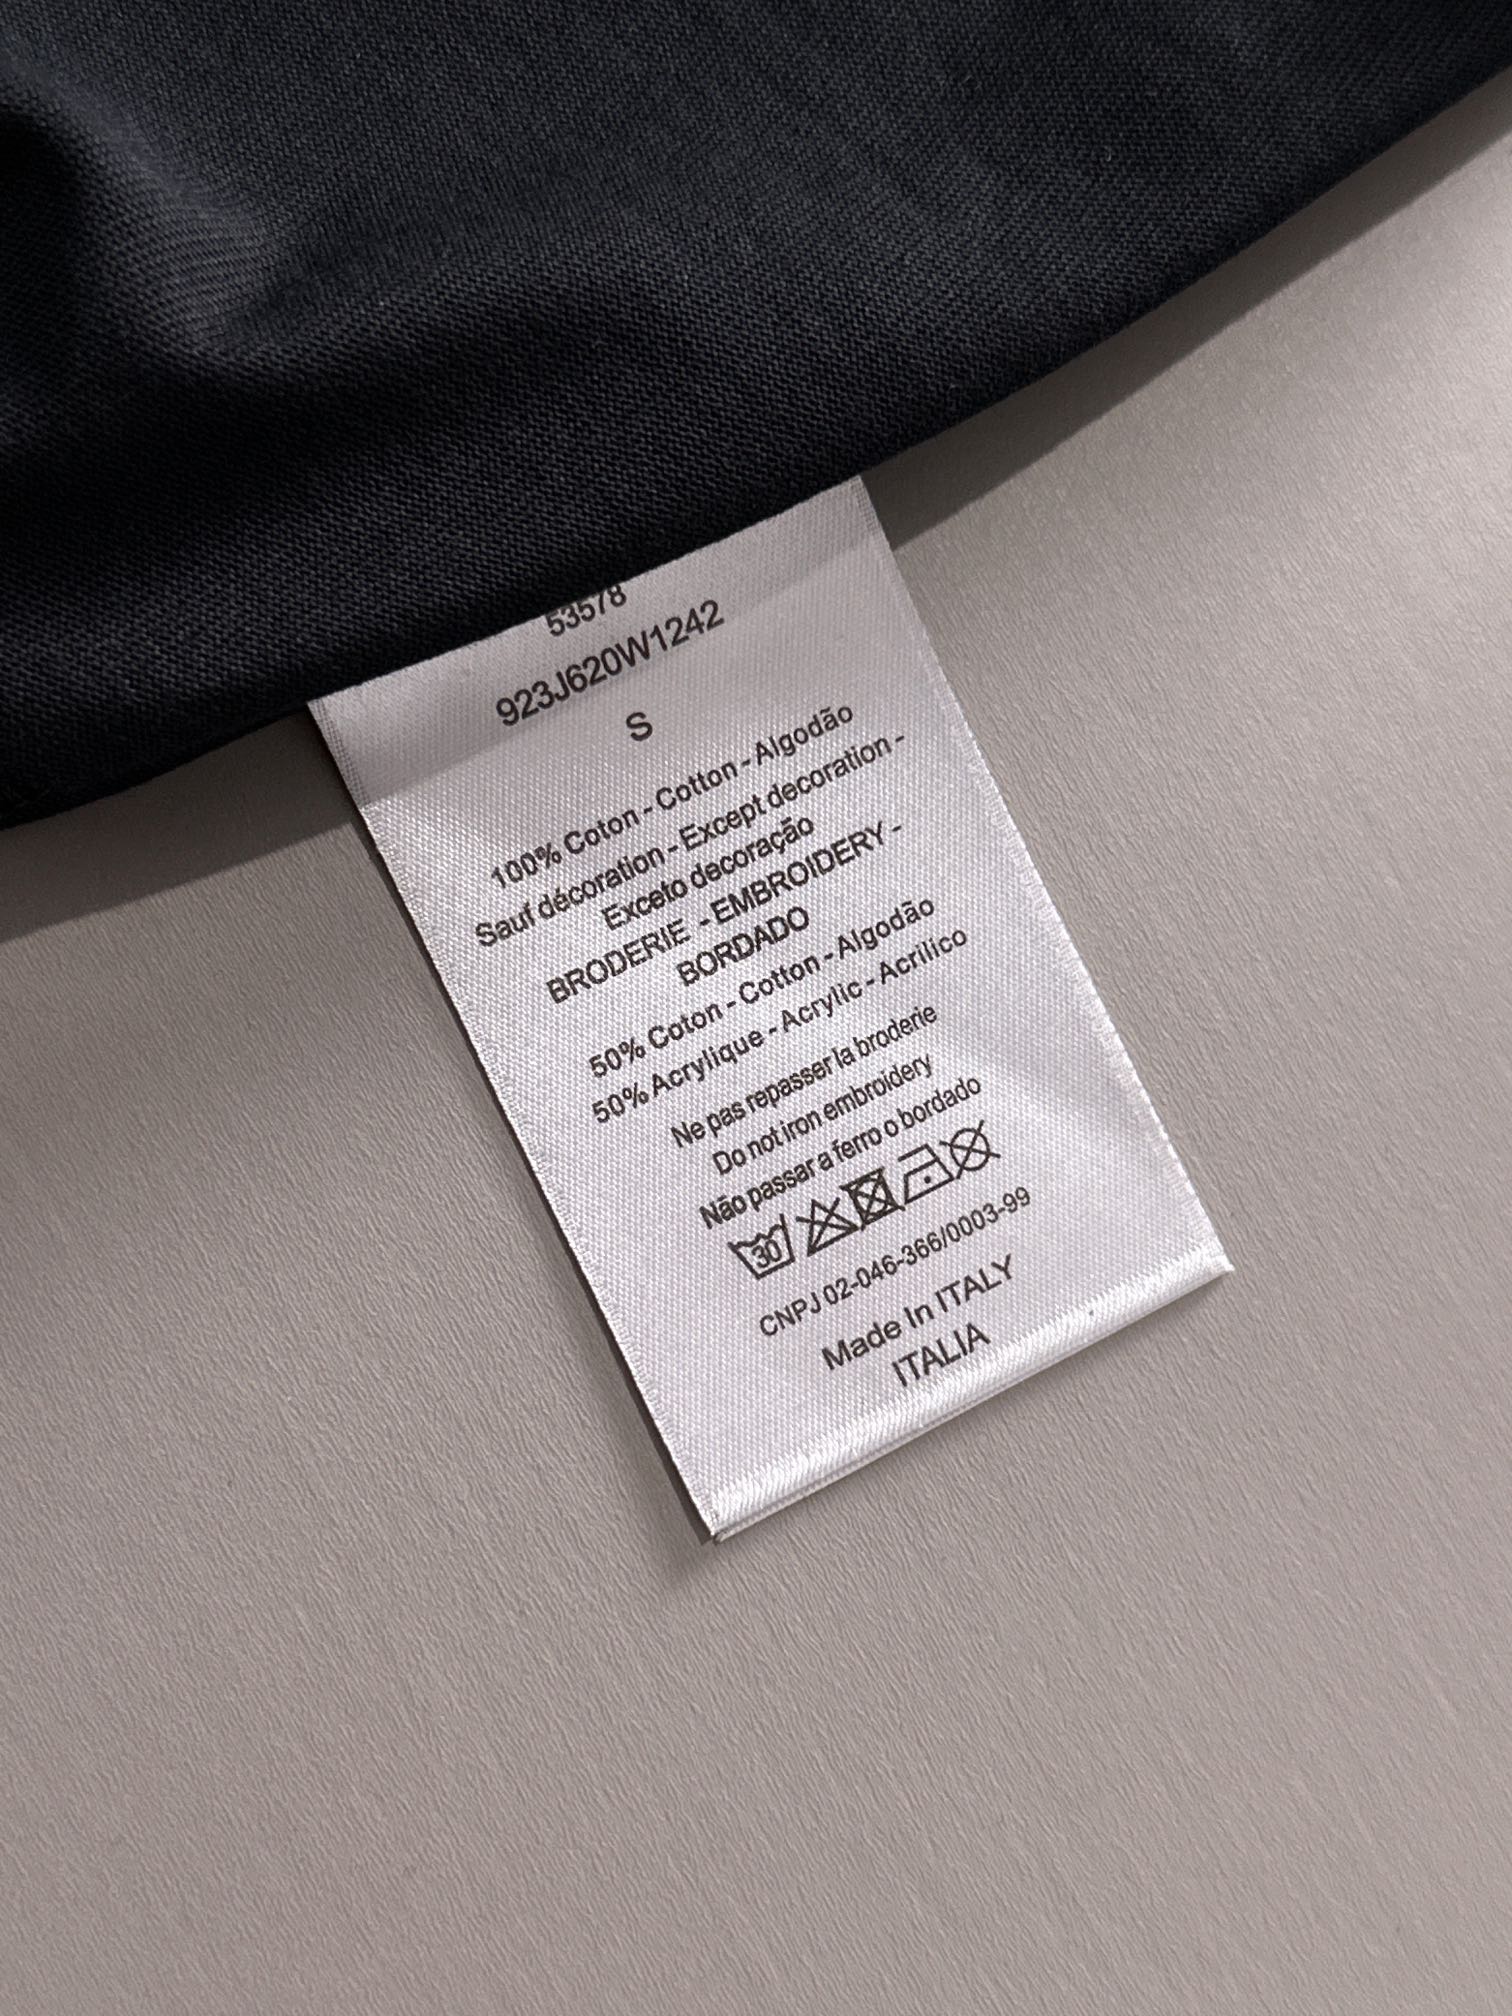 53578
923J620W1242
S
100% Coton - Cotton - Algodão
Sauf décoration - Except decoration -
Exceto decoração
BRODERIE - EMBROIDERY -
BORDADO
50% Coton - Cotton - Algodão
50% Acrylique - Acrylic - Acrilico
Ne pas repasser la broderie
Do not iron embroidery
Não passar a ferro o bordado
30
CNPJ 02-046-366/0003-99
Made In ITALY
ITALIA